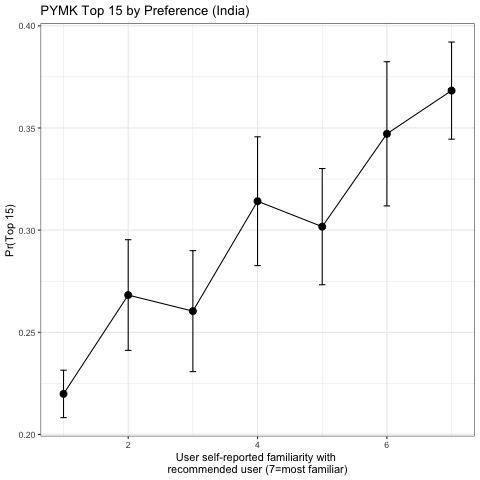 PYMK Top 15 by Preference (India)
0.40
0.35
0.30
0.25
0.20
Pr(Top 15)
2
4
6
User self-reported familiarity with
recommended user (7=most familiar)